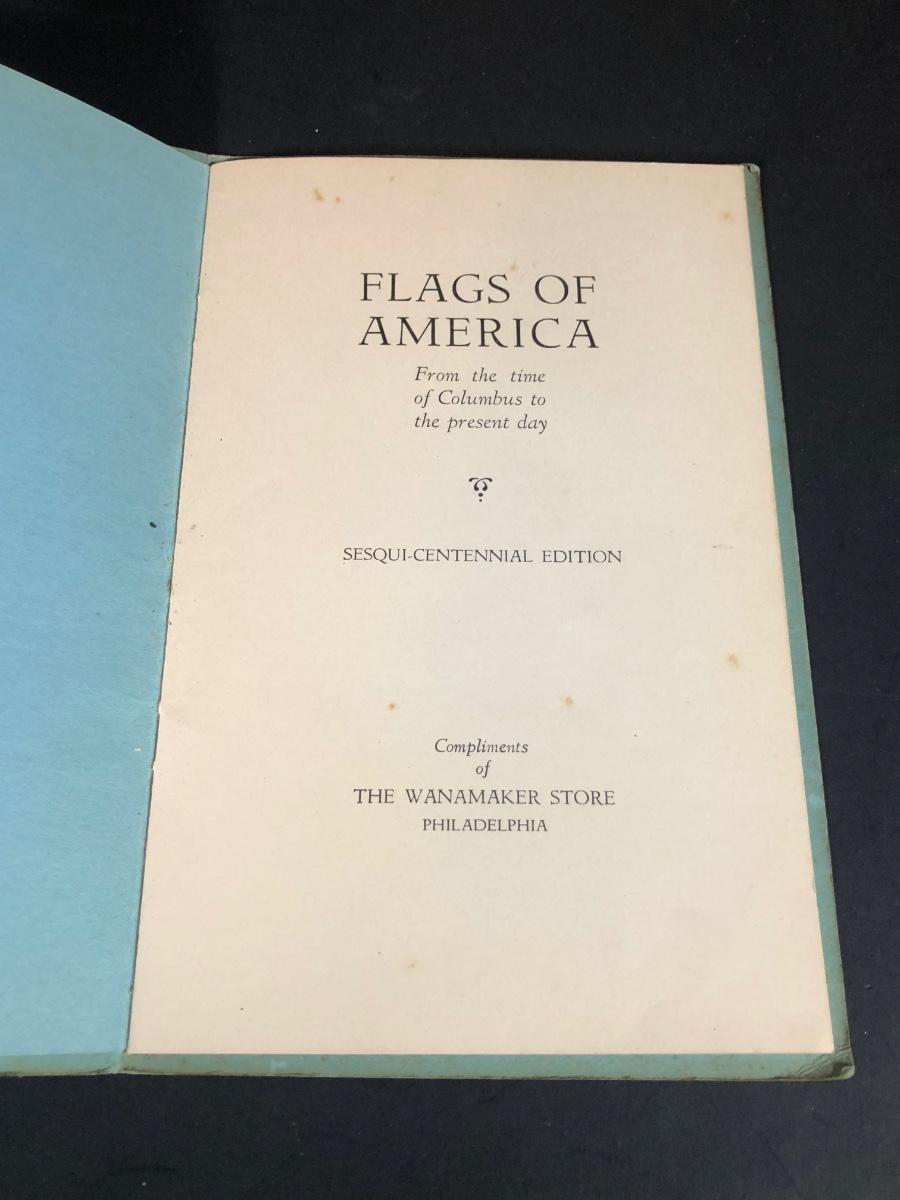 FLAGS OF
AMERICA
From the time
of Columbus to
the present day
SESQUI-CENTENNIAL EDITION
Compliments
of
THE WANAMAKER STORE
PHILADELPHIA